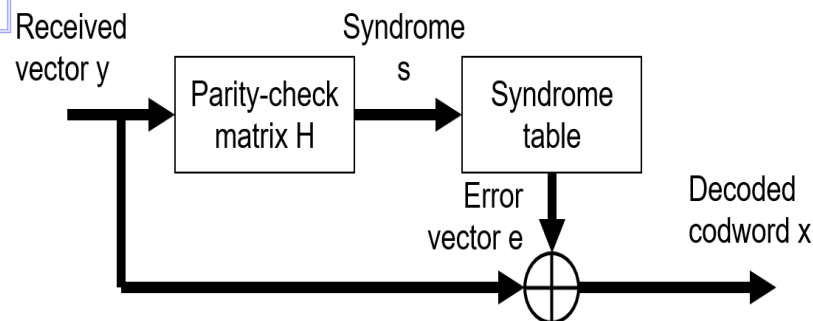 Received
vector y
Syndrome
s
Parity-check
matrix H
Syndrome
table
Error
vector e
Decoded
codword x